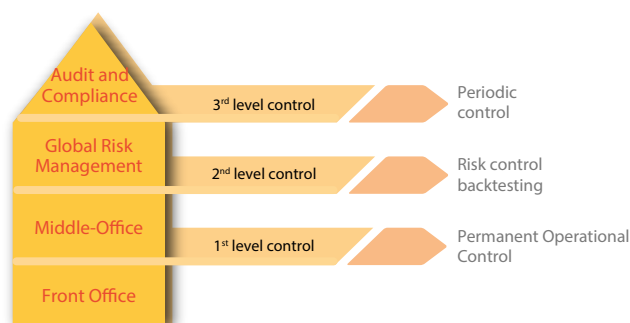 Audit and
Compliance
3rd level control
Periodic
control
Global Risk
Management
2nd level control
Risk control
backtesting
Middle-Office
1st level control
Permanent Operational
Control
Front Office